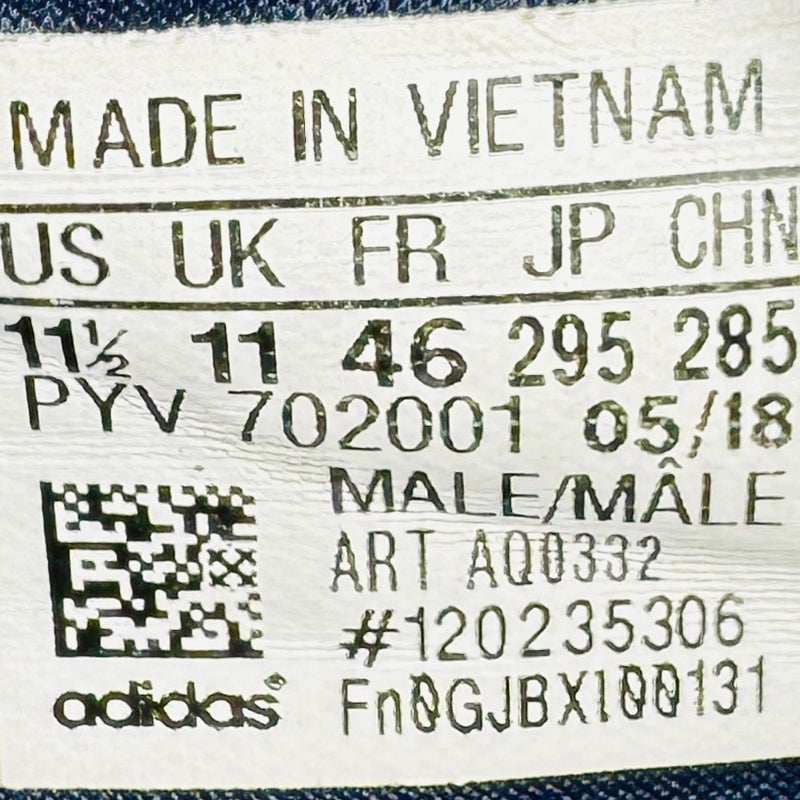 MADE IN VIETNAM
US UK FR JP CHN
11½ 11 46 295 285
PYV 702001 05/18
MALE/MÂLE
ART AQ0332
#120235306
Fn0GJBX100131
adidas®